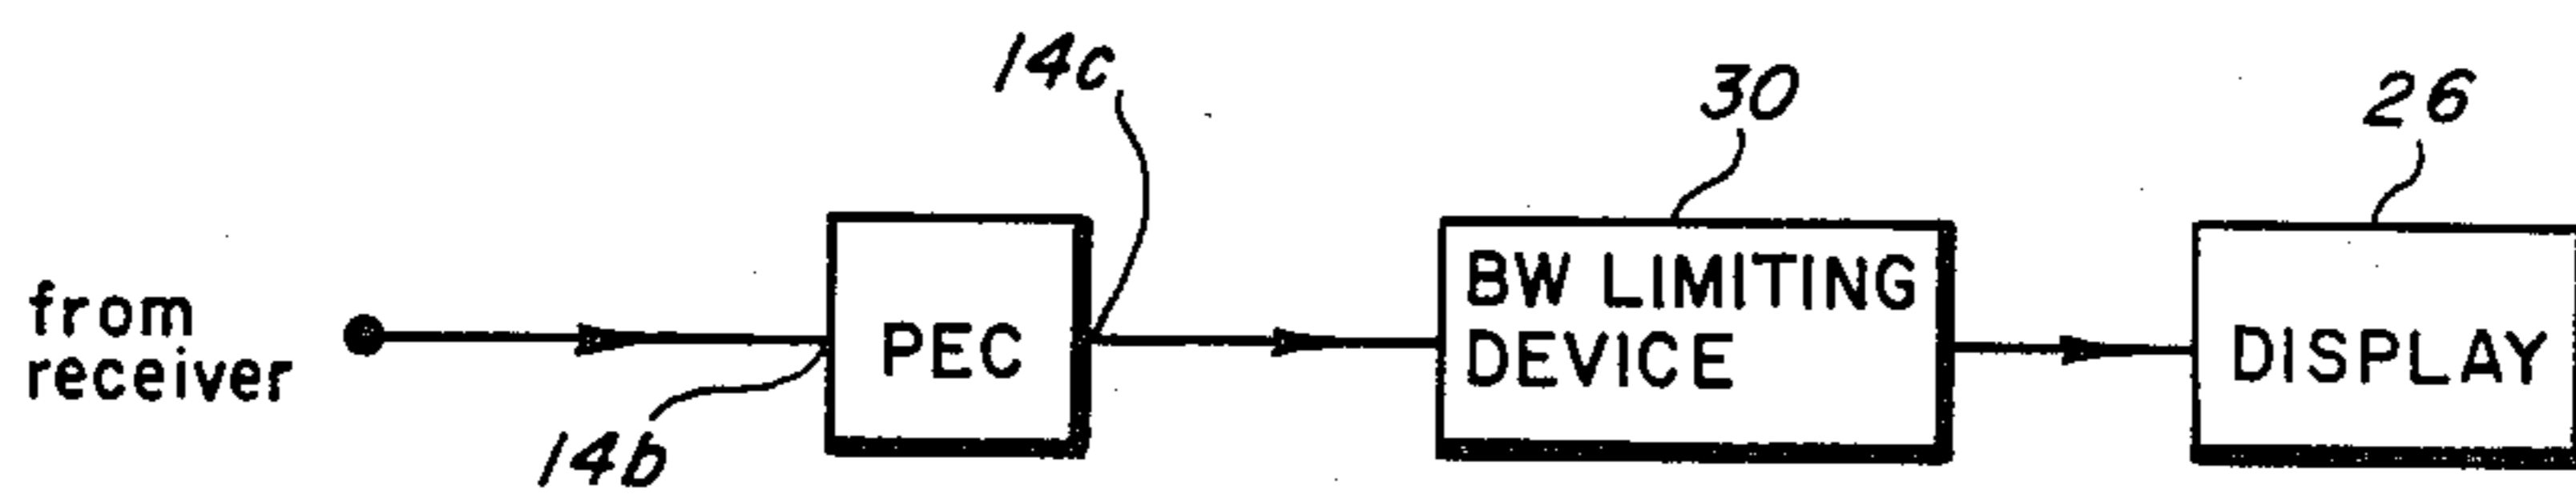 14c
30
26
from
receiver
14b
PEC
BW LIMITING
DEVICE
DISPLAY